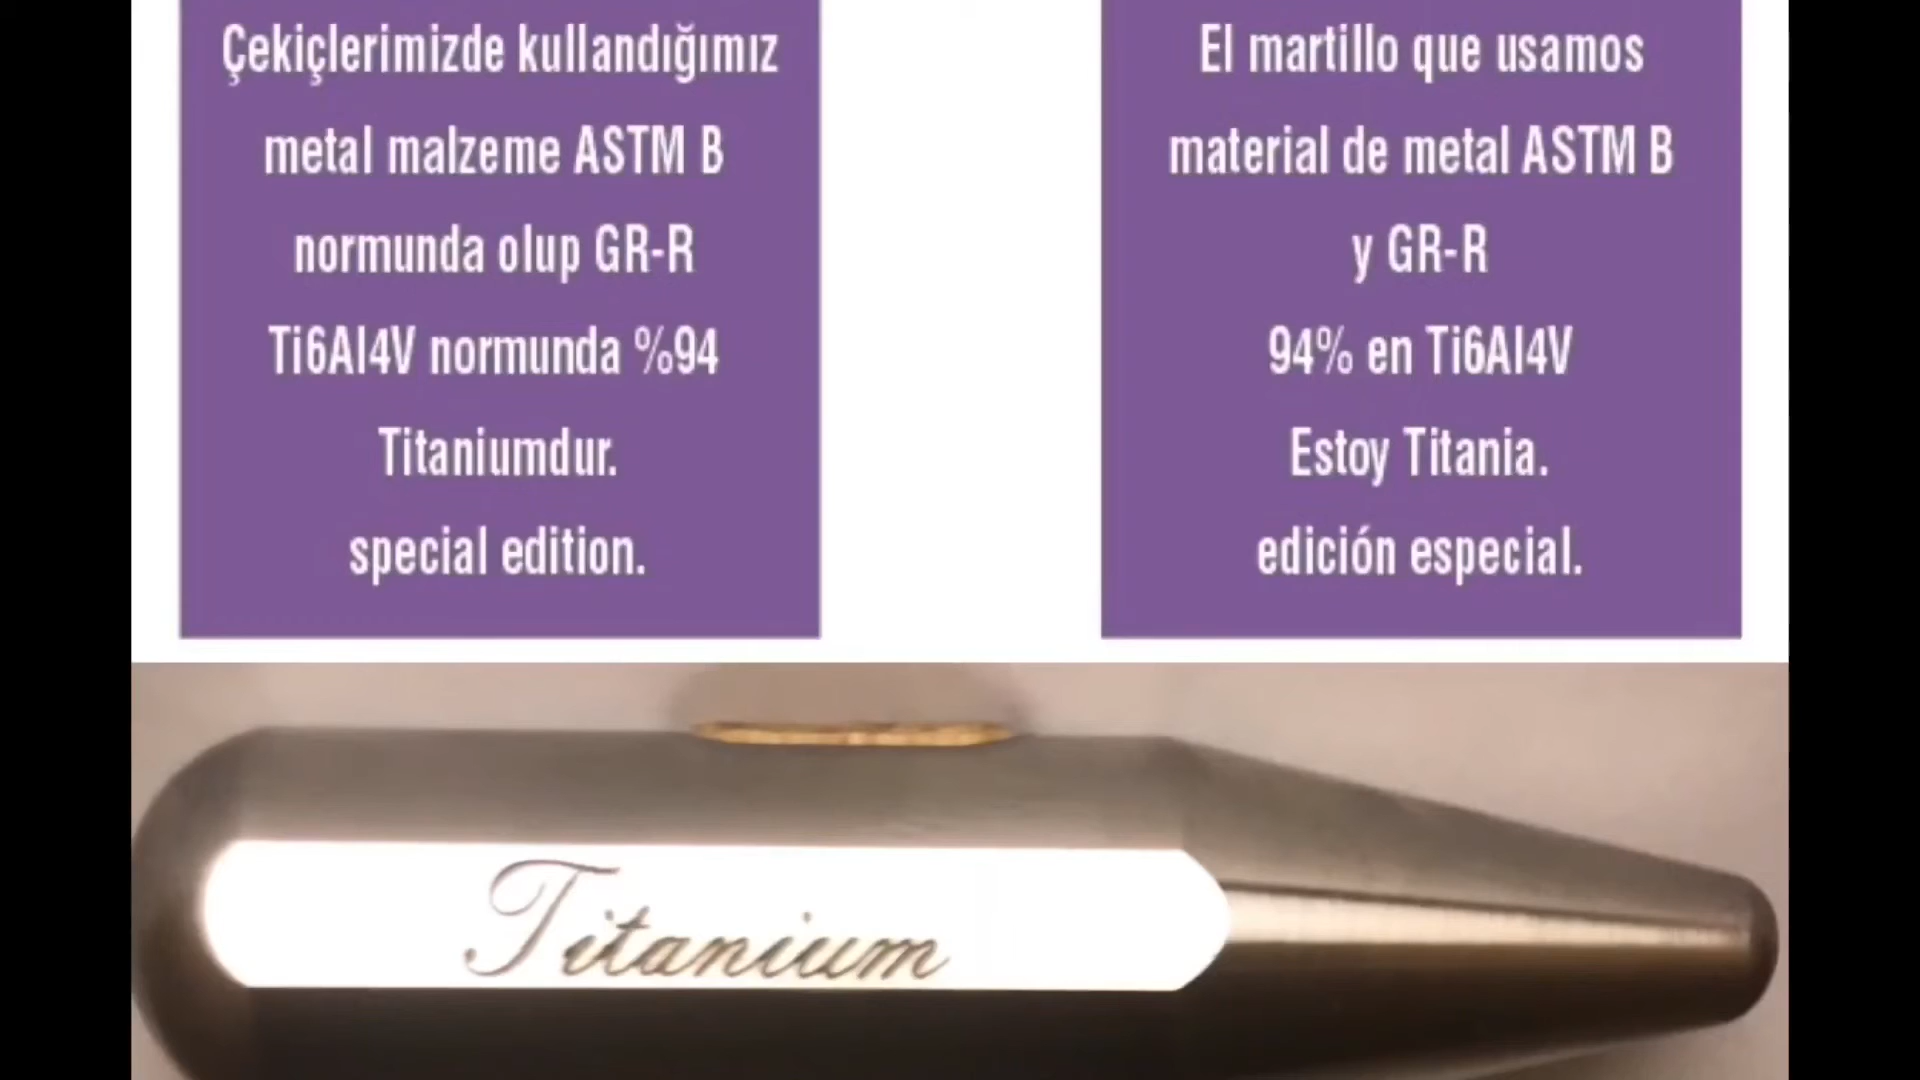 Çekiçlerimizde kullandığımız
metal malzeme ASTM B
normunda olup GR-R
Ti6Al4V normunda %94
Titaniumdur.
special edition.
El martillo que usamos
material de metal ASTM B
y GR-R
94% en Ti6Al4V
Estoy Titania.
edición especial.
Titanium